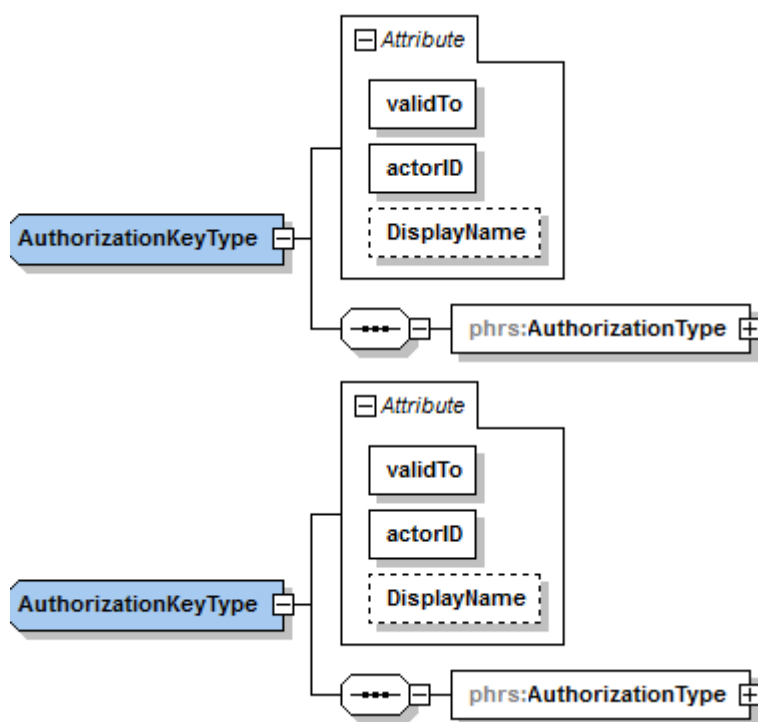 Attribute
validTo
actorID
DisplayName
AuthorizationKeyType
phrs:AuthorizationType
Attribute
validTo
actorID
DisplayName
AuthorizationKeyType
phrs:AuthorizationType